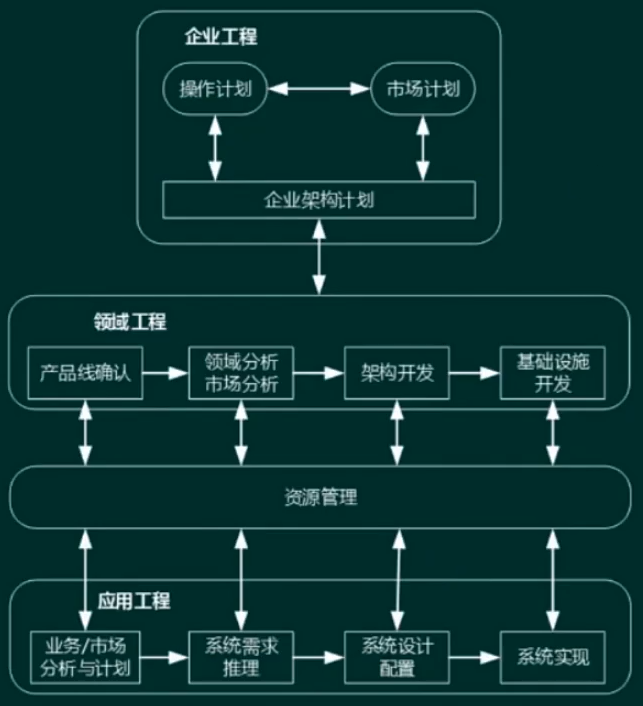 企业工程
操作计划
市场计划
企业架构计划
领域工程
产品线确认
领域分析
市场分析
架构开发
基础设施
开发
资源管理
应用工程
业务/市场
分析与计划
系统需求
推理
系统设计
配置
系统实现